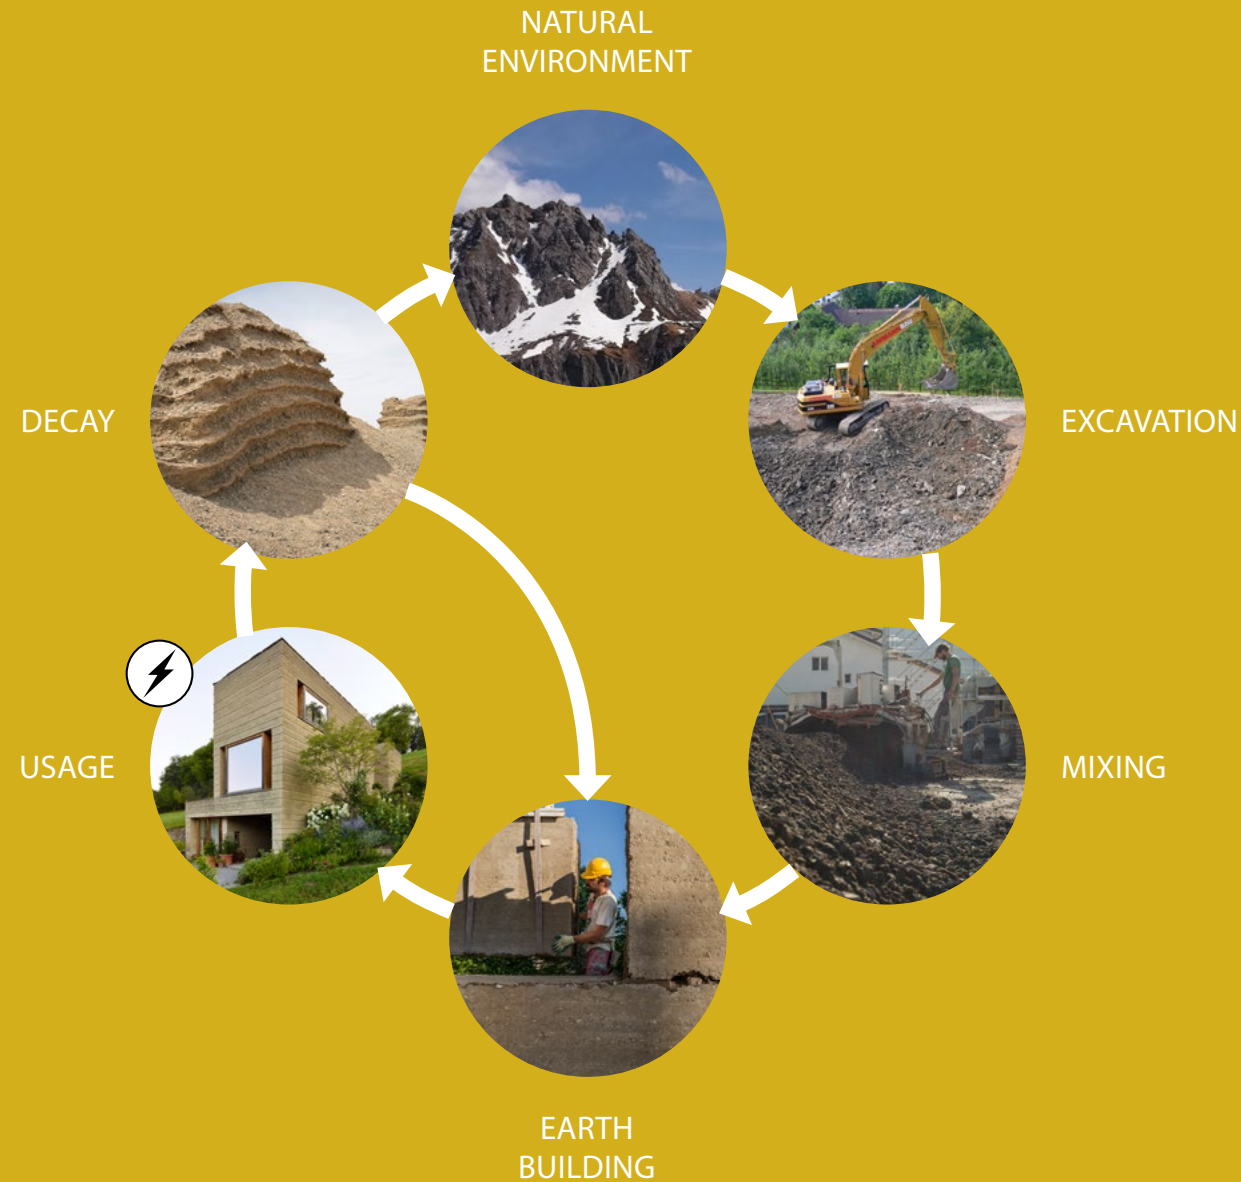 NATURAL
ENVIRONMENT
DECAY
EXCAVATION
USAGE
MIXING
EARTH
BUILDING